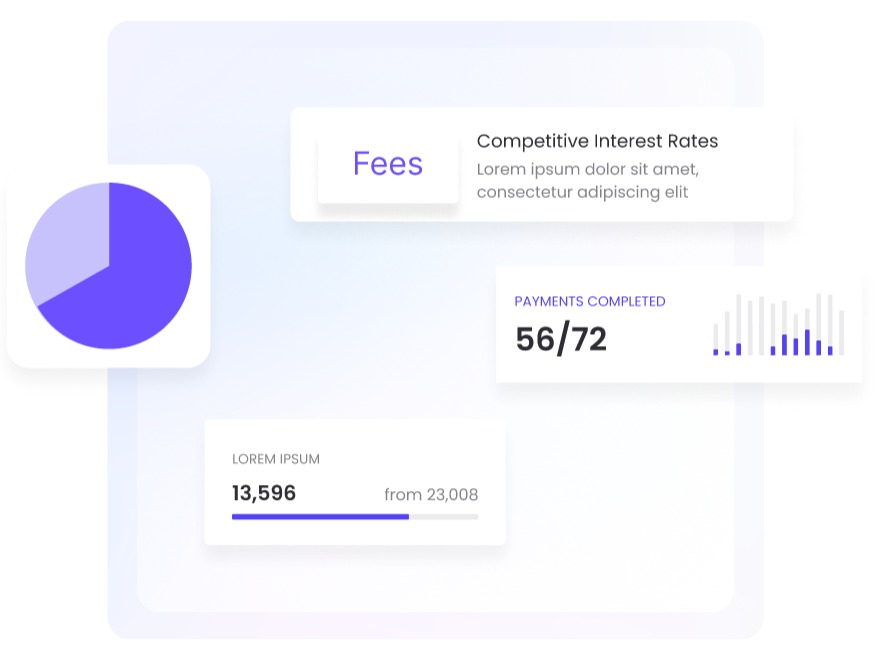 Fees
Competitive Interest Rates
Lorem ipsum dolor sit amet,
consectetur adipiscing elit
PAYMENTS COMPLETED
56/72
LOREM IPSUM
13,596
from 23,008